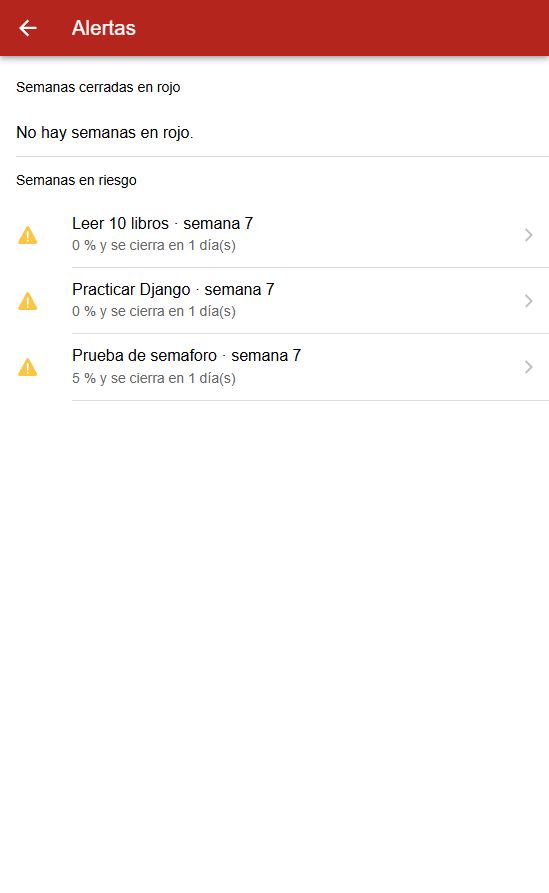 Alertas
Semanas cerradas en rojo
No hay semanas en rojo.
Semanas en riesgo
Leer 10 libros · semana 7
0 % y se cierra en 1 día(s)
Practicar Django · semana 7
0 % y se cierra en 1 día(s)
Prueba de semaforo · semana 7
5 % y se cierra en 1 día(s)